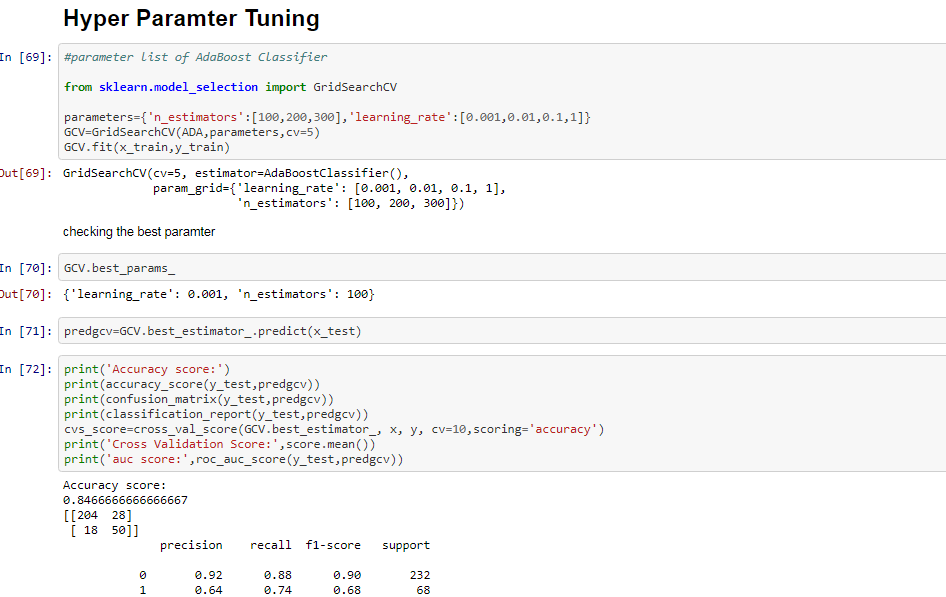 Hyper Paramter Tuning
In [69]: #parameter list of AdaBoost Classifier
from sklearn.model_selection import GridSearchCV
parameters={'n_estimators':[100,200,300],'learning_rate':[0.001,0.01,0.1,1]}
GCV=GridSearchCV(ADA,parameters,cv=5)
GCV.fit(x_train,y_train)
Out[69]: GridSearchCV(cv=5, estimator=AdaBoostClassifier(),
param_grid={'learning_rate': [0.001, 0.01, 0.1, 1],
'n_estimators': [100, 200, 300]})
checking the best paramter
In [70]: GCV.best_params_
Out[70]: {'learning_rate': 0.001, 'n_estimators': 100}
In [71]: predgcv=GCV.best_estimator_.predict(x_test)
In [72]: print('Accuracy score:')
print(accuracy_score(y_test,predgcv))
print(confusion_matrix(y_test,predgcv))
print(classification_report(y_test,predgcv))
cvs_score=cross_val_score(GCV.best_estimator_, x, y, cv=10,scoring='accuracy')
print('Cross Validation Score:',score.mean())
print('auc score:',roc_auc_score(y_test,predgcv))
Accuracy score:
0.8466666666666667
[[204 28]
[ 18 50]]
precision recall f1-score support
0 0.92 0.88 0.90 232
1 0.64 0.74 0.68 68